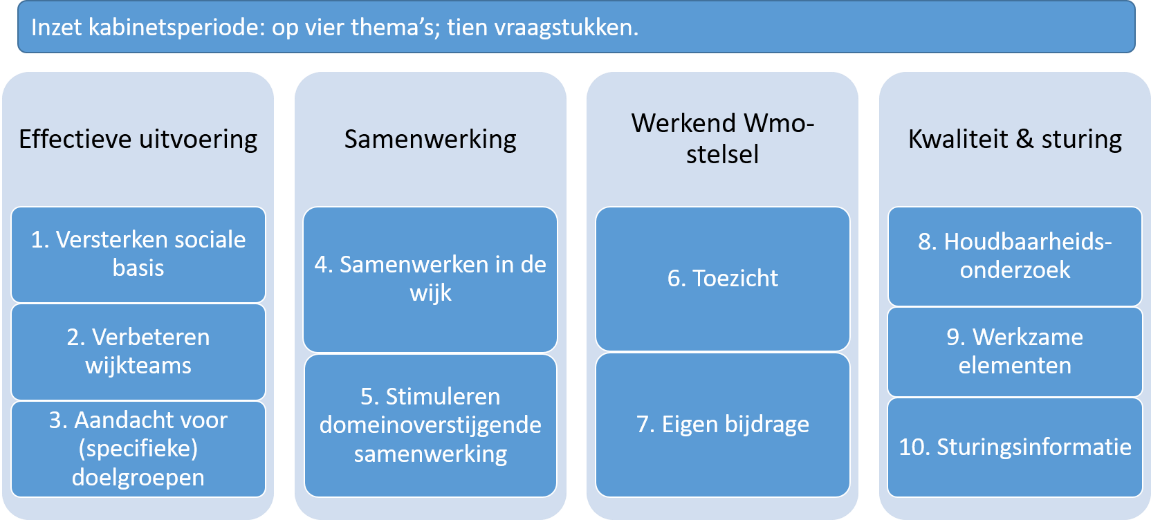 Inzet kabinetsperiode: op vier thema’s; tien vraagstukken.
Effectieve uitvoering
1. Versterken sociale
basis
2. Verbeteren
wijkteams
3. Aandacht voor
(specifieke)
doelgroepen
Samenwerking
4. Samenwerken in de
wijk
5. Stimuleren
domeinoverstijgende
samenwerking
Werkend Wmo-
stelsel
6. Toezicht
7. Eigen bijdrage
Kwaliteit & sturing
8. Houdbaarheids-
onderzoek
9. Werkzame
elementen
10. Sturingsinformatie